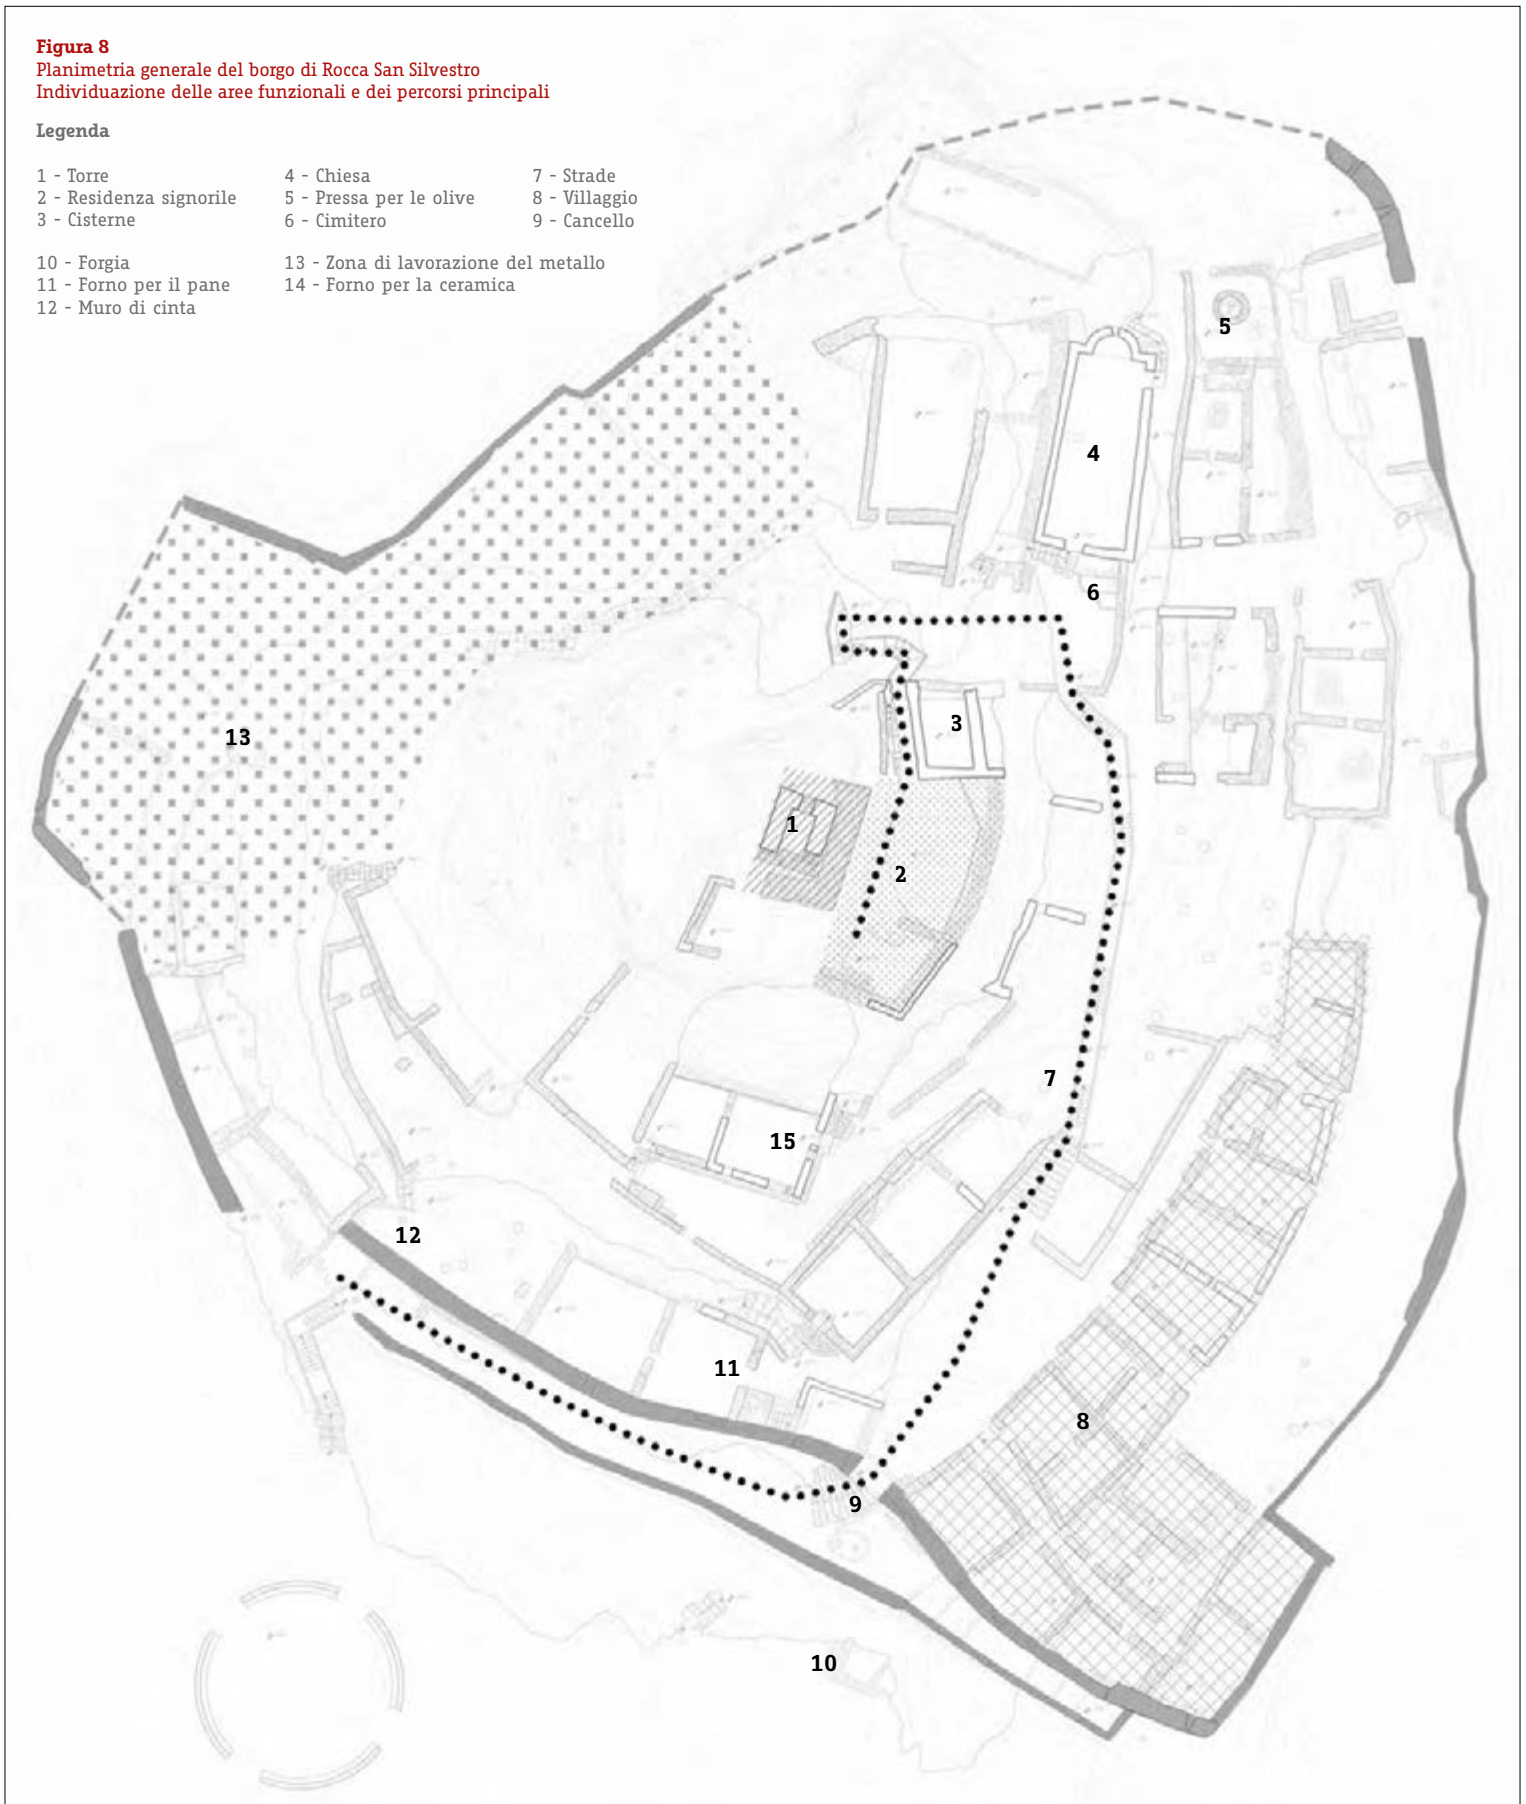 Figura 8
Planimetria generale del borgo di Rocca San Silvestro
Individuazione delle aree funzionali e dei percorsi principali
Legenda
1 - Torre
2 - Residenza signorile
3 - Cisterne
4 - Chiesa
5 - Pressa per le olive
6 - Cimitero
7 - Strade
8 - Villaggio
9 - Cancello
10 - Forgia
11 - Forno per il pane
12 - Muro di cinta
13 - Zona di lavorazione del metallo
14 - Forno per la ceramica
5
4
6
3
13
1
2
7
15
12
11
8
9
10